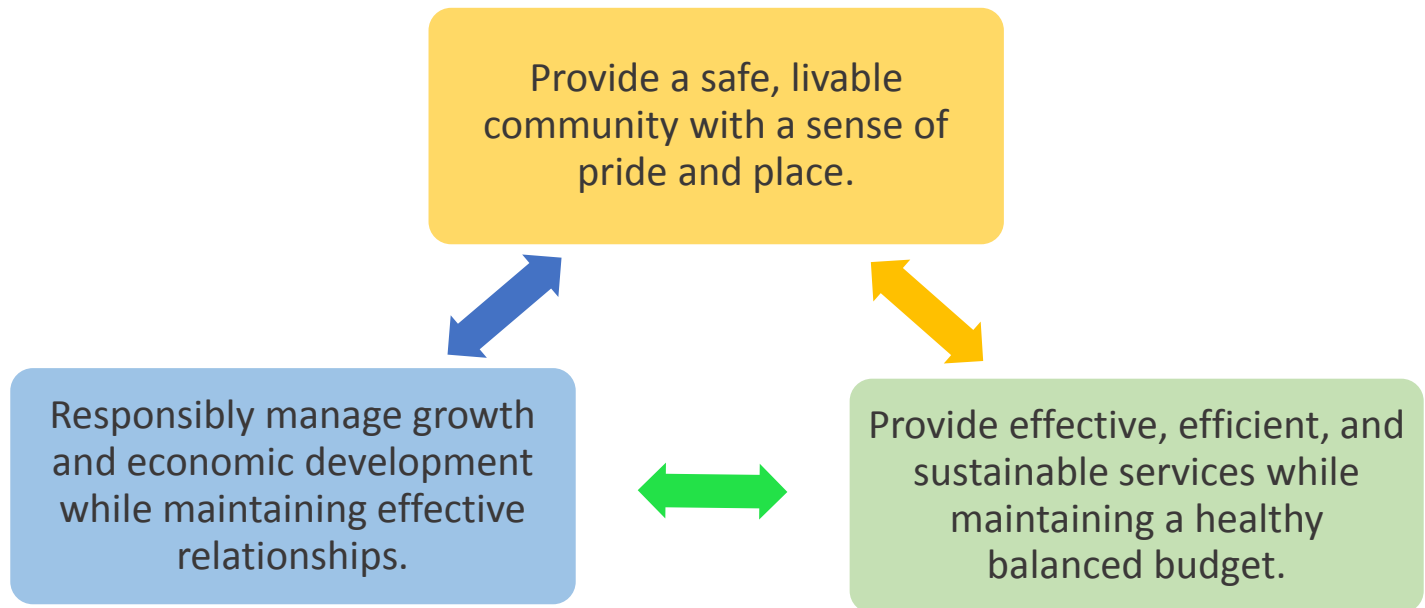 Provide a safe, livable
community with a sense of
pride and place.
Responsibly manage growth
and economic development
while maintaining effective
relationships.
Provide effective, efficient, and
sustainable services while
maintaining a healthy
balanced budget.